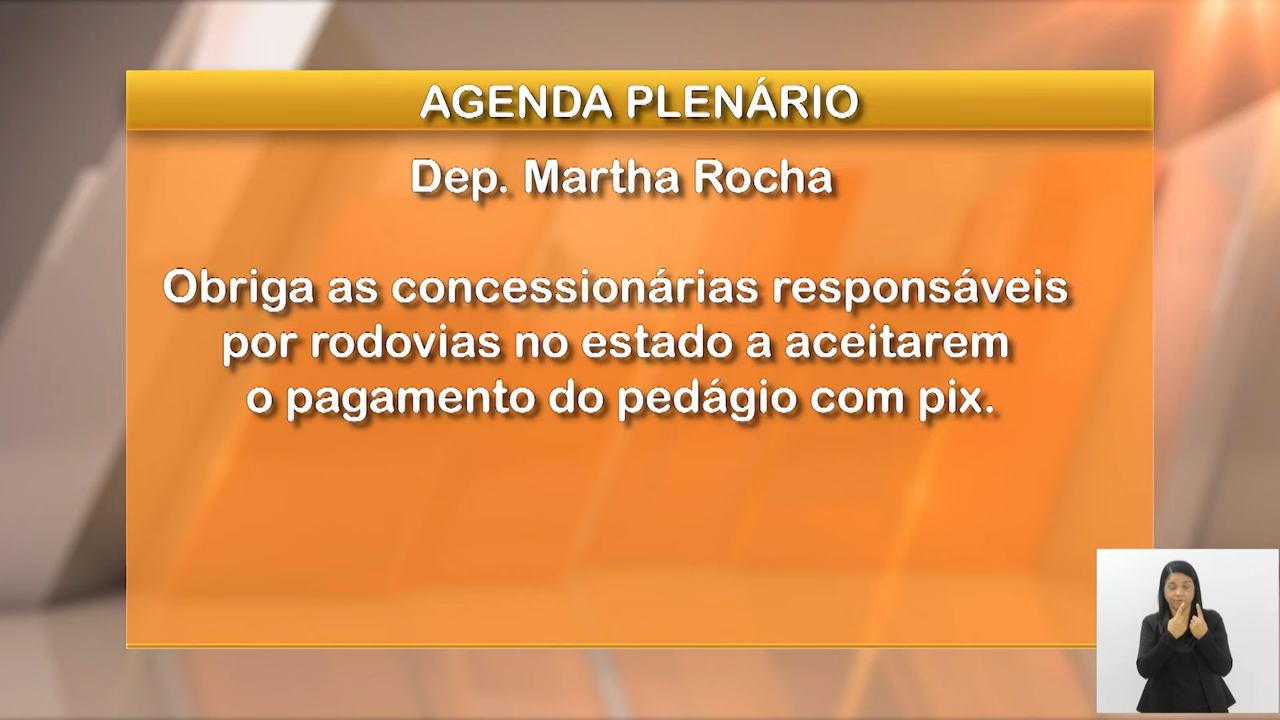 AGENDA PLENÁRIO
Dep. Martha Rocha
Obriga as concessionárias responsáveis
por rodovias no estado a aceitarem
o pagamento do pedágio com pix.